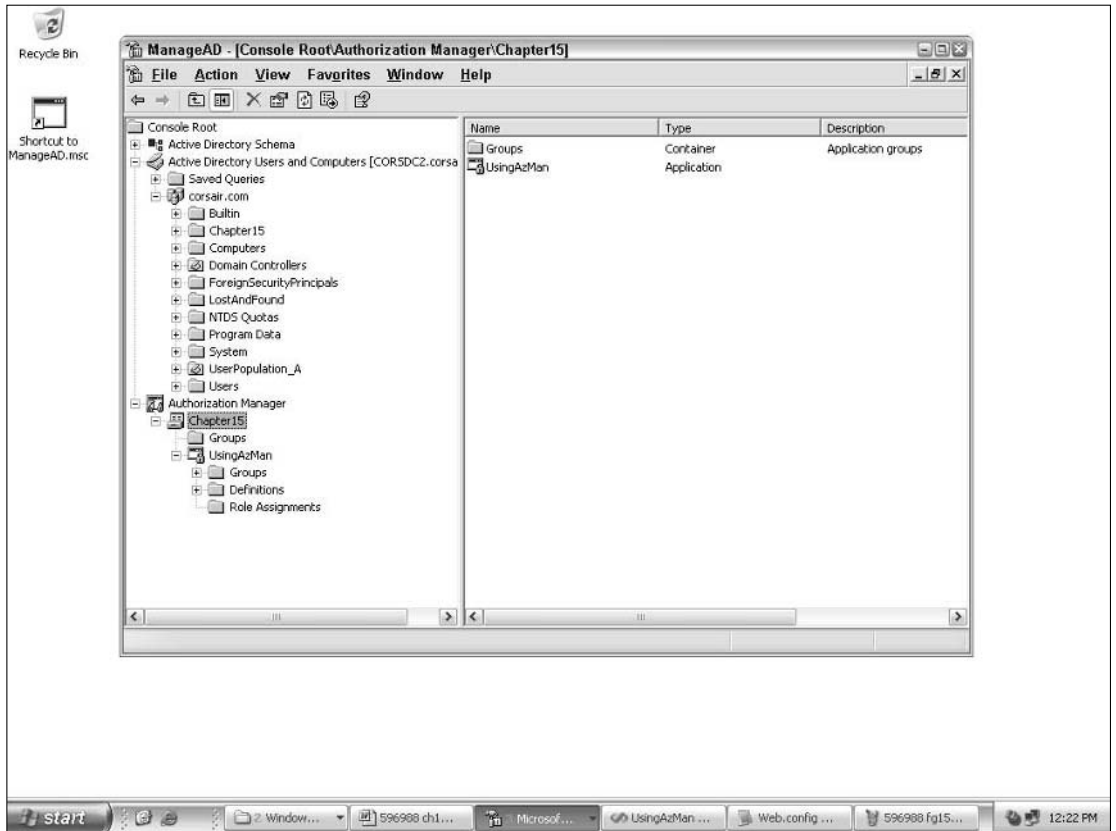 Recycle Bin
Shortcut to
ManageAD.msc
ManageAD - [Console Root\Authorization Manager\Chapter15]
File Action View Favorites Window Help
Console Root
Active Directory Schema
Active Directory Users and Computers [CORSDC2.corsa
Saved Queries
corsair.com
Builtin
Chapter15
Computers
Domain Controllers
ForeignSecurityPrincipals
LostAndFound
NTDS Quotas
Program Data
System
UserPopulation_A
Users
Authorization Manager
Chapter15
Groups
UsingAzMan
Groups
Definitions
Role Assignments
Name Type Description
Groups Container Application groups
UsingAzMan Application
start
2 Window...
596988 ch1...
Microsof...
UsingAzMan ...
Web.config ...
596988 fg15...
12:22 PM